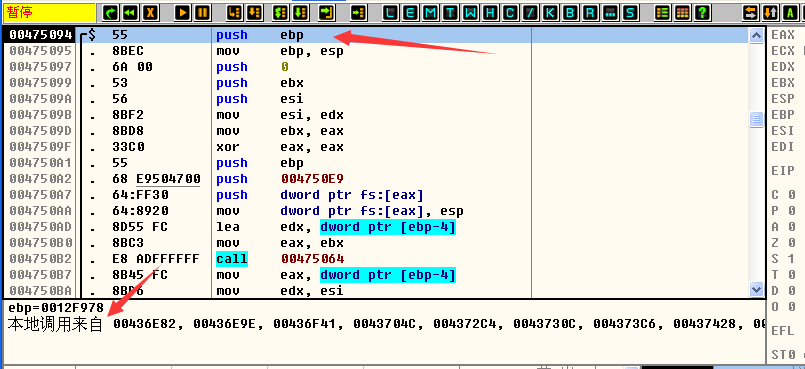 暂停 L E M T W H C / K B R ... S A
00475094 $ 55 push ebp
00475095 . 8BEC mov ebp, esp
00475097 . 6A 00 push 0
00475099 . 53 push ebx
0047509A . 56 push esi
0047509B . 8BF2 mov esi, edx
0047509D . 8BD8 mov ebx, eax
0047509F . 33C0 xor eax, eax
004750A1 . 55 push ebp
004750A2 . 68 E9504700 push 004750E9
004750A7 . 64:FF30 push dword ptr fs:[eax]
004750AA . 64:8920 mov dword ptr fs:[eax], esp
004750AD . 8D55 FC lea edx, dword ptr [ebp-4]
004750B0 . 8BC3 mov eax, ebx
004750B2 . E8 ADFFFFFF call 00475064
004750B7 . 8B45 FC mov eax, dword ptr [ebp-4]
004750BA . 8BD6 mov edx, esi
ebp=0012F978
本地调用来自 00436E82, 00436E9E, 00436F41, 0043704C, 004372C4, 0043730C, 004373C6, 00437428, 00
EAX
ECX
EDX
EBX
ESP
EBP
ESI
EDI
EIP
C 0
P 0
A 0
Z 0
S 1
T 0
D 0
O 0
EFL
ST0